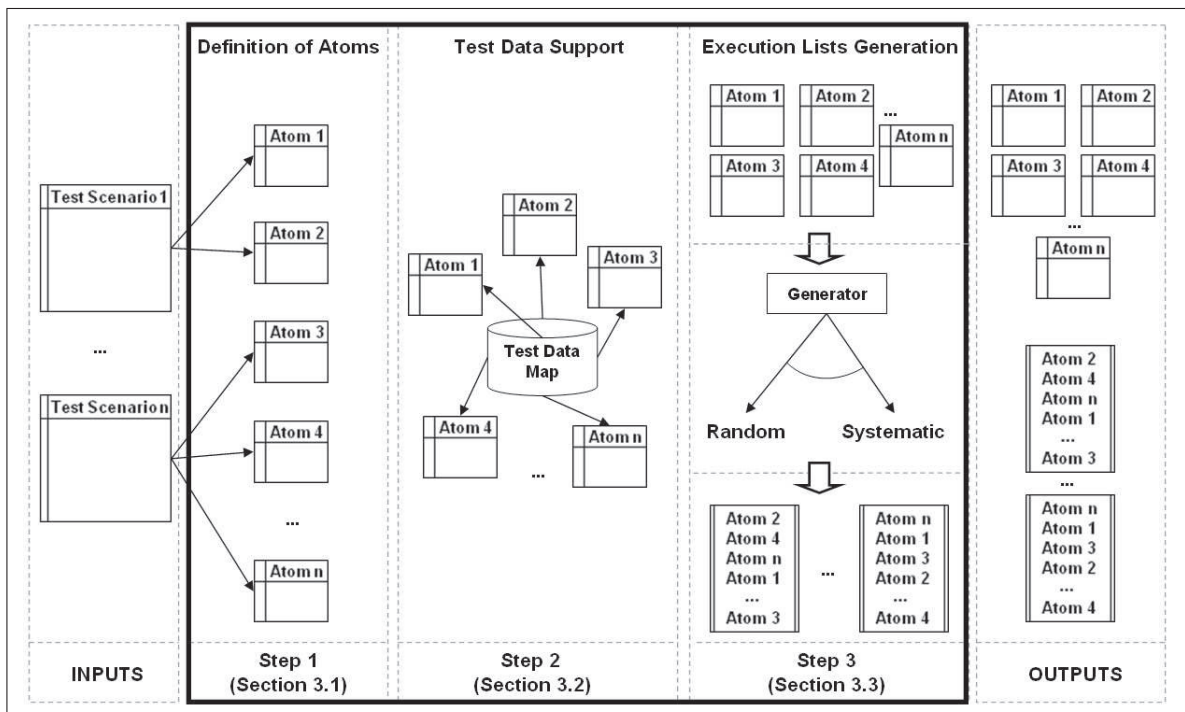 Definition of Atoms
Test Data Support
Execution Lists Generation
Test Scenario 1
...
Test Scenario n
Atom 1
Atom 2
Atom 3
Atom 4
...
Atom n
Atom 2
Atom 1
Atom 3
Test Data
Map
Atom 4
...
Atom n
Atom 1
Atom 2
...
Atom n
Atom 3
Atom 4
Generator
Random
Systematic
Atom 2
Atom 4
Atom n
Atom 1
...
Atom 3
...
Atom n
Atom 1
Atom 3
Atom 2
...
Atom 4
Atom 1
Atom 2
Atom 3
Atom 4
...
Atom n
Atom 2
Atom 4
Atom n
Atom 1
...
Atom 3
...
Atom n
Atom 1
Atom 3
Atom 2
...
Atom 4
INPUTS
Step 1
(Section 3.1)
Step 2
(Section 3.2)
Step 3
(Section 3.3)
OUTPUTS